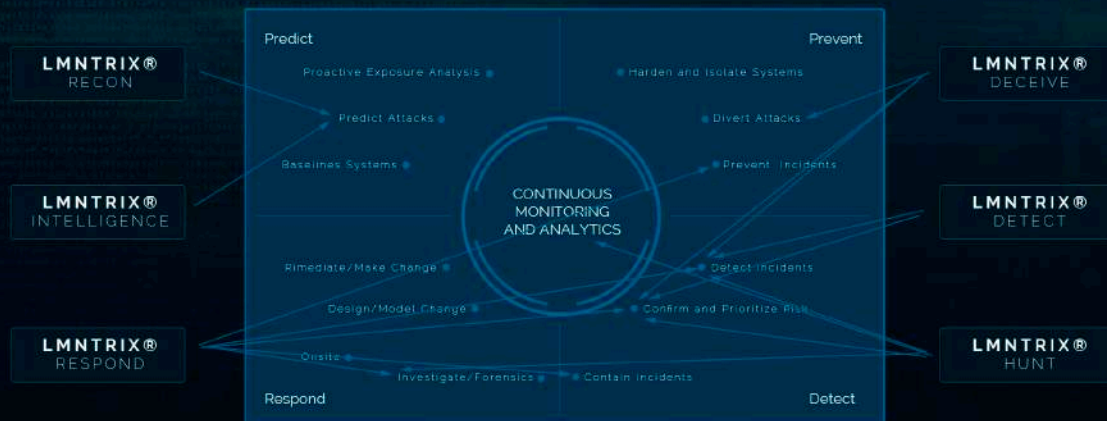 Predict
Prevent
LMNTRIX®
RECON
Proactive Exposure Analysis
Harden and Isolate Systems
LMNTRIX®
DECEIVE
Predict Attacks
Divert Attacks
Baselines Systems
Prevent Incidents
LMNTRIX®
INTELLIGENCE
CONTINUOUS
MONITORING
AND ANALYTICS
LMNTRIX®
DETECT
Rimediate/Make Change
Detect Incidents
Design/Model Change
Confirm and Prioritize Risk
LMNTRIX®
RESPOND
Onsite
LMNTRIX®
HUNT
Investigate/Forensics
Contain Incidents
Respond
Detect